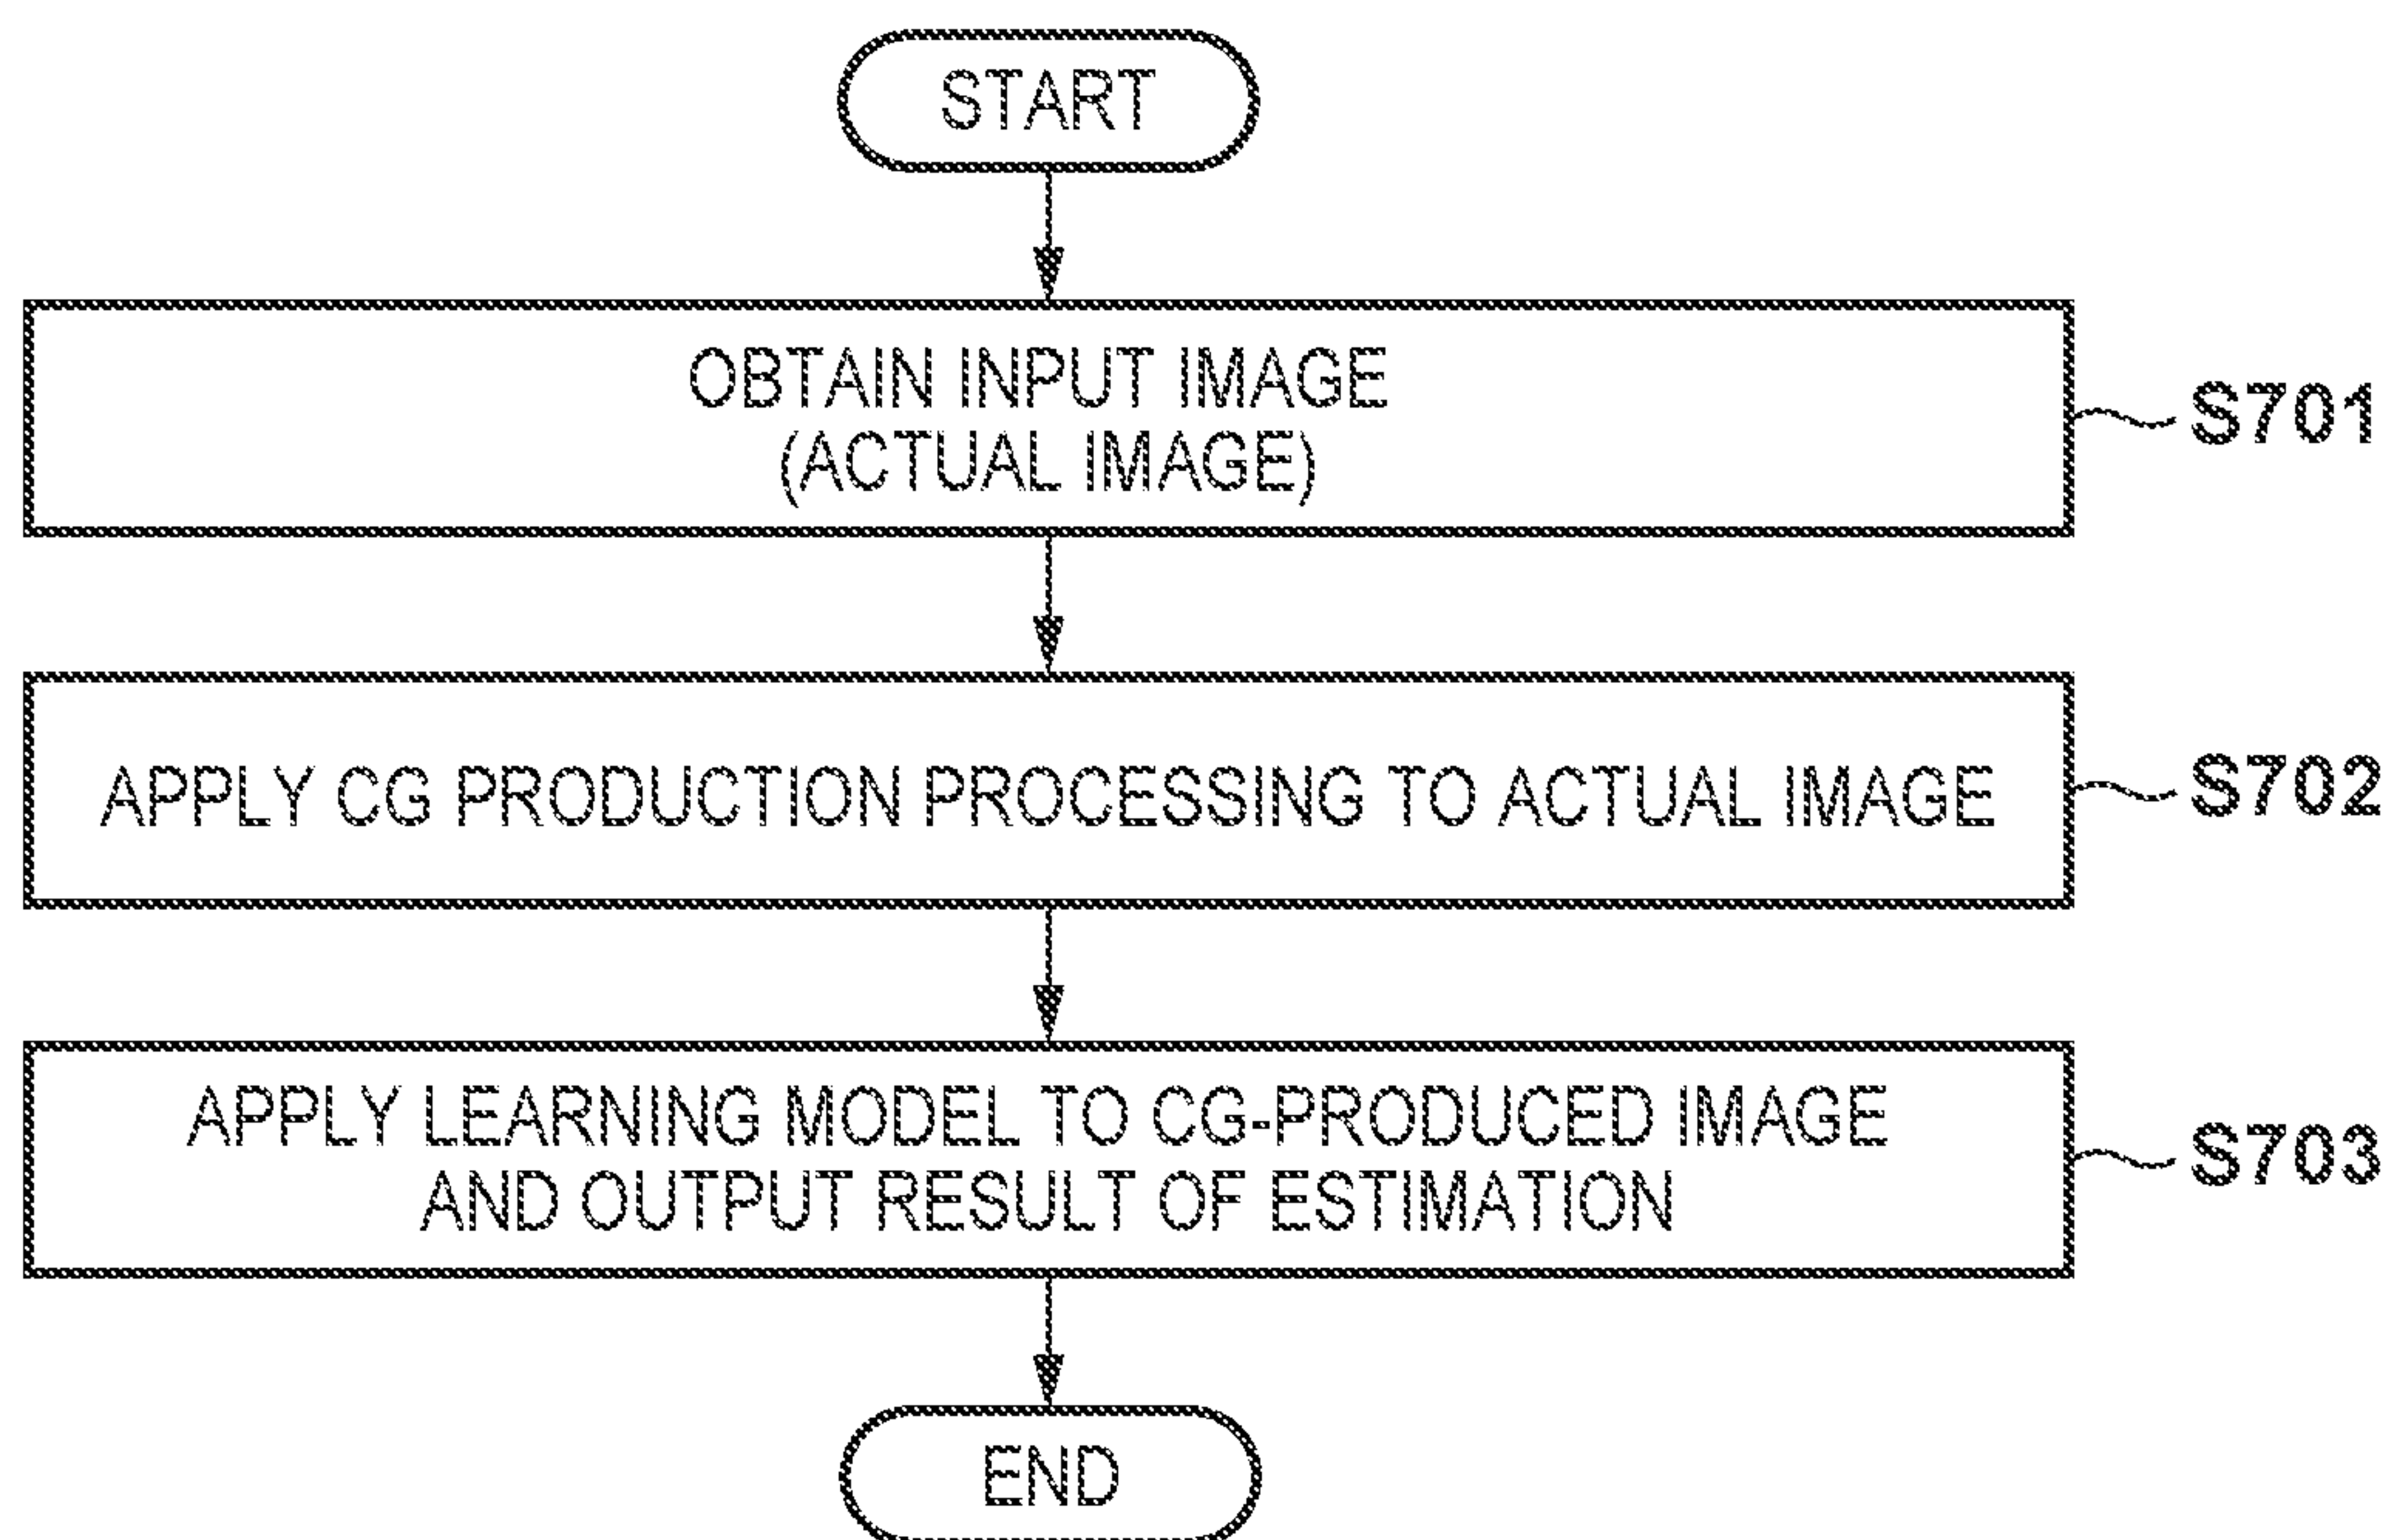 START
OBTAIN INPUT IMAGE
(ACTUAL IMAGE)
S701
APPLY CG PRODUCTION PROCESSING TO ACTUAL IMAGE
S702
APPLY LEARNING MODEL TO CG-PRODUCED IMAGE
AND OUTPUT RESULT OF ESTIMATION
S703
END